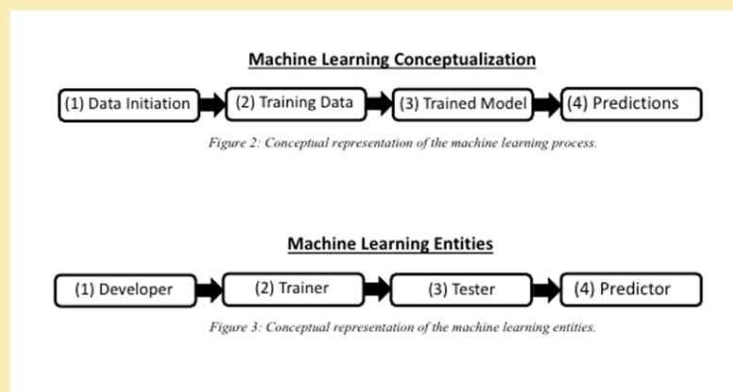 Machine Learning Conceptualization
(1) Data Initiation (2) Training Data (3) Trained Model (4) Predictions
Figure 2: Conceptual representation of the machine learning process.
Machine Learning Entities
(1) Developer (2) Trainer (3) Tester (4) Predictor
Figure 3: Conceptual representation of the machine learning entities.